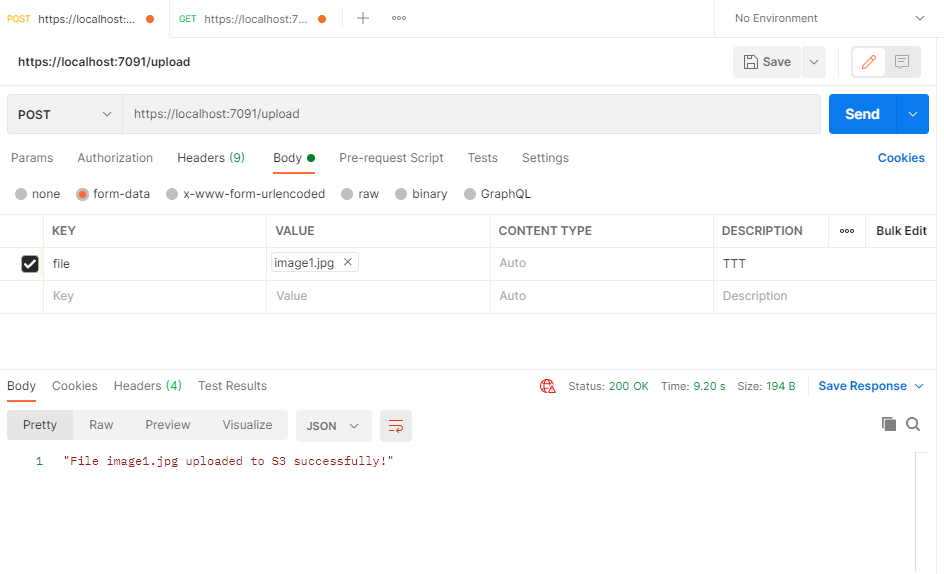 POST https://localhost:... GET https://localhost:7... No Environment
https://localhost:7091/upload Save
POST https://localhost:7091/upload Send
Params Authorization Headers (9) Body Pre-request Script Tests Settings Cookies
none form-data x-www-form-urlencoded raw binary GraphQL
KEY VALUE CONTENT TYPE DESCRIPTION Bulk Edit
file image1.jpg Auto TTT
Key Value Auto Description
Body Cookies Headers (4) Test Results Status: 200 OK Time: 9.20 s Size: 194 B Save Response
Pretty Raw Preview Visualize JSON
1 "File image1.jpg uploaded to S3 successfully!"